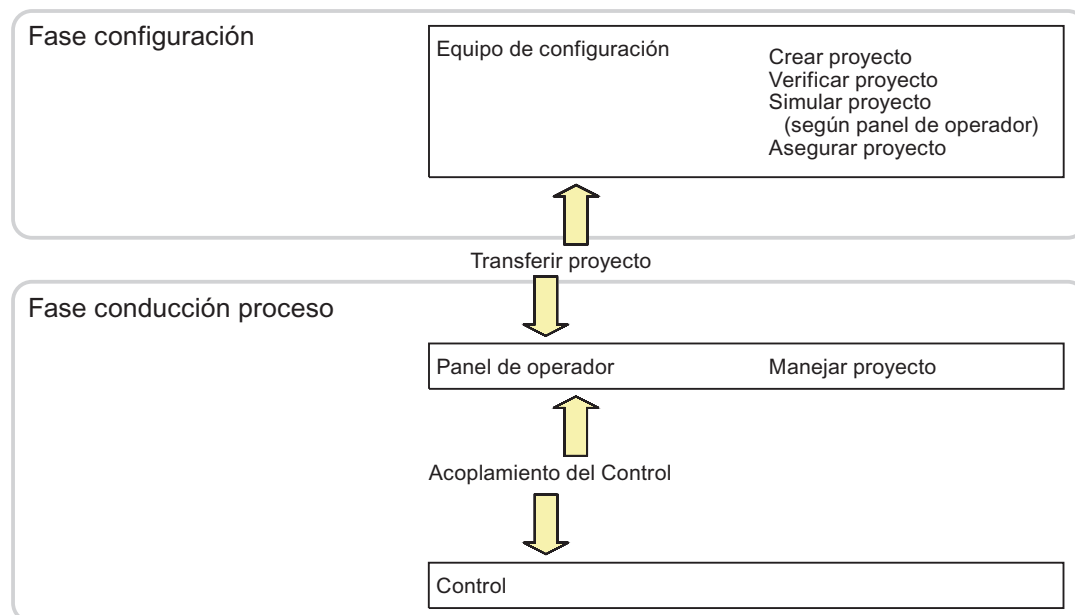 Fase configuración
Equipo de configuración
Crear proyecto
Verificar proyecto
Simular proyecto
(según panel de operador)
Asegurar proyecto
Transferir proyecto
Fase conducción proceso
Panel de operador
Manejar proyecto
Acoplamiento del Control
Control